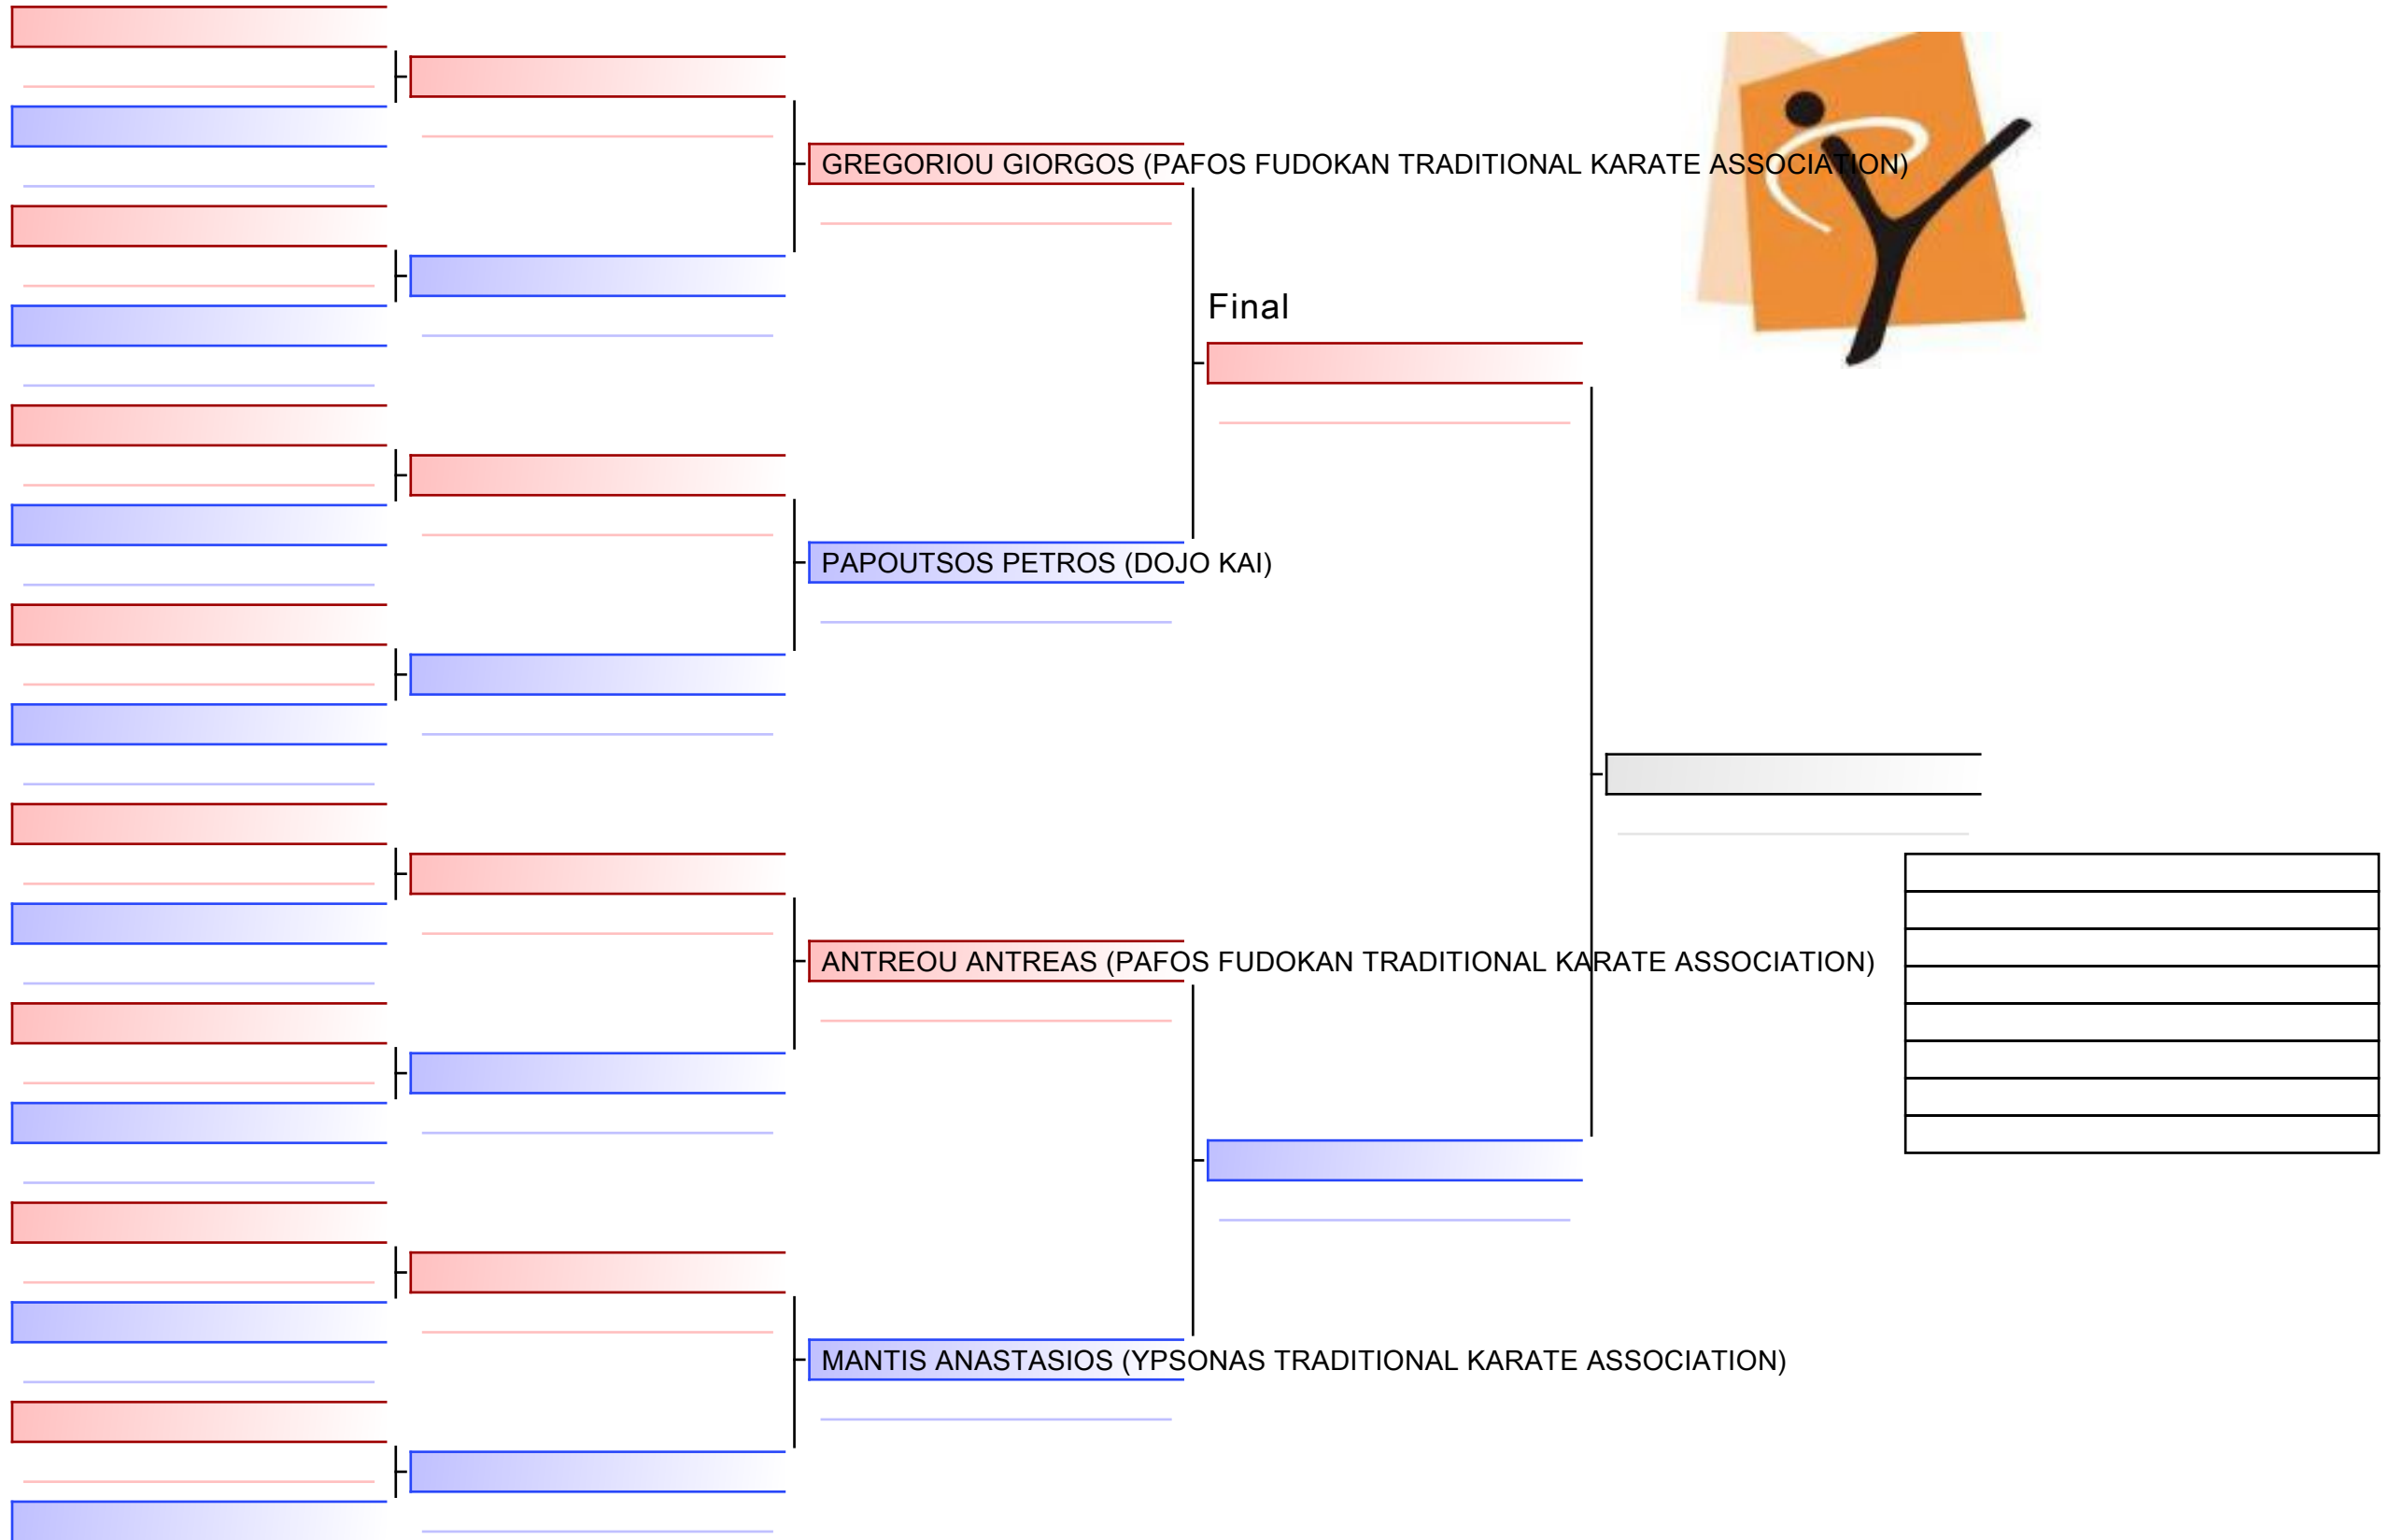 GREGORIOU GIORGOS (PAFOS FUDOKAN TRADITIONAL KARATE ASSOCIATION)
Final
PAPOUTSOS PETROS (DOJO KAI)
ANTREOU ANTREAS (PAFOS FUDOKAN TRADITIONAL KARATE ASSOCIATION)
MANTIS ANASTASIOS (YPSONAS TRADITIONAL KARATE ASSOCIATION)